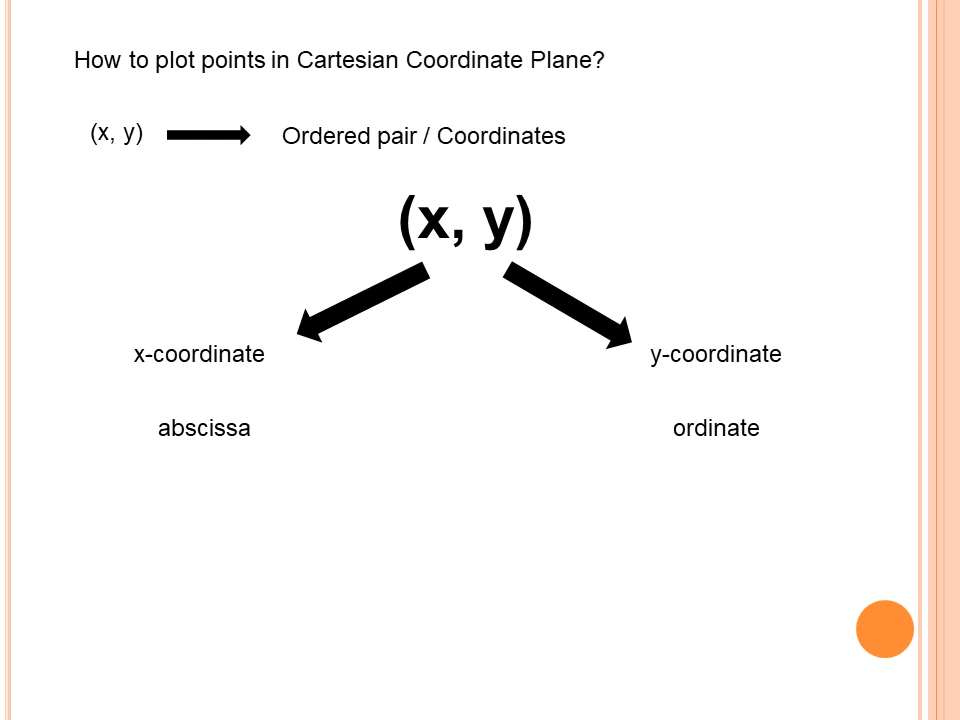 How to plot points in Cartesian Coordinate Plane?
(x, y) Ordered pair / Coordinates
(x, y)
x-coordinate y-coordinate
abscissa ordinate